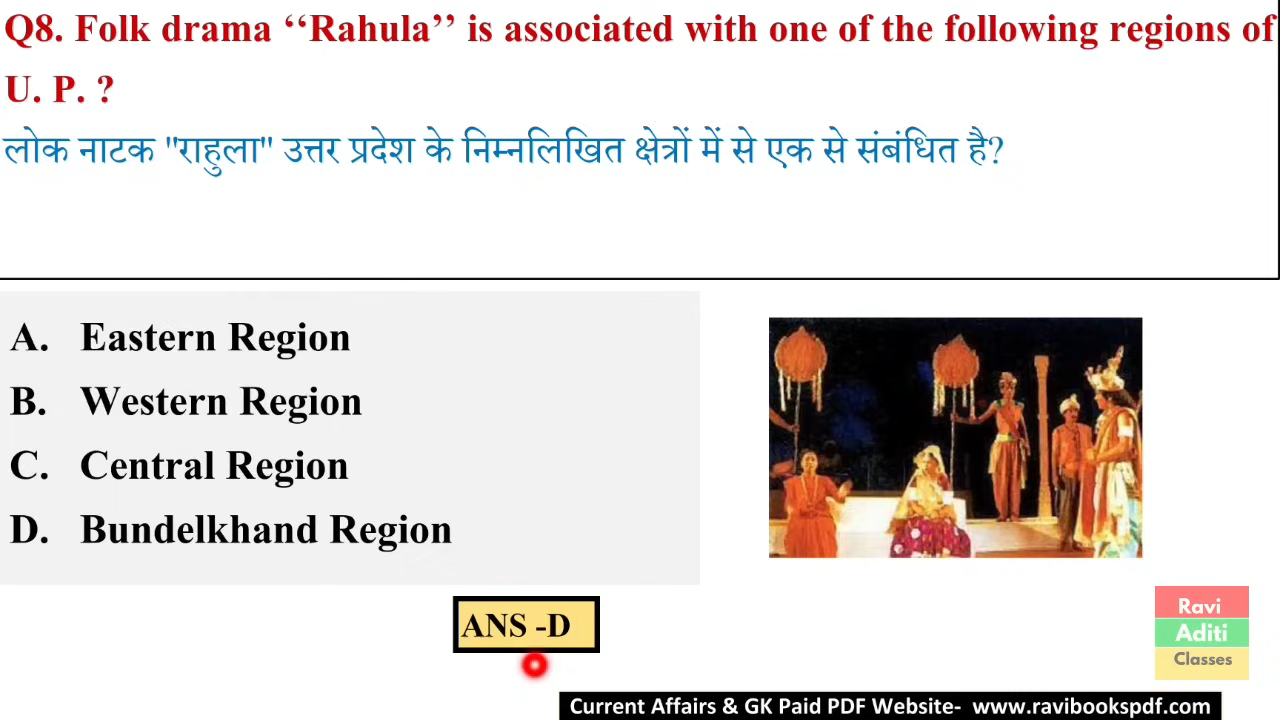 Q8. Folk drama ‘‘Rahula’’ is associated with one of the following regions of
U. P. ?
लोक नाटक "राहुला" उत्तर प्रदेश के निम्नलिखित क्षेत्रों में से एक से संबंधित है?
A. Eastern Region
B. Western Region
C. Central Region
D. Bundelkhand Region
ANS -D
Ravi
Aditi
Classes
Current Affairs & GK Paid PDF Website- www.ravibookspdf.com